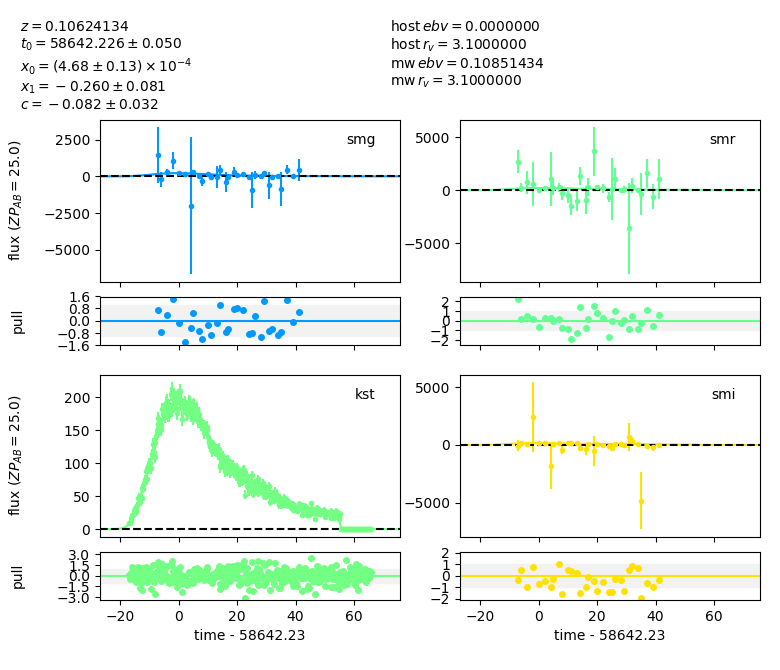 z = 0.10624134
t₀ = 58642.226 ± 0.050
x₀ = (4.68 ± 0.13) × 10⁻⁴
x₁ = −0.260 ± 0.081
c = −0.082 ± 0.032
host ebv = 0.0000000
host r_v = 3.1000000
mw ebv = 0.10851434
mw r_v = 3.1000000
smg
2500
0
−2500
−5000
flux (ZP_AB = 25.0)
smr
5000
0
−5000
1.6
0.8
0.0
−0.8
−1.6
pull
2
1
0
−1
−2
kst
200
150
100
50
0
flux (ZP_AB = 25.0)
smi
5000
0
−5000
3.0
1.5
0.0
−1.5
−3.0
pull
−20 0 20 40 60
time - 58642.23
2
1
0
−1
−2
−20 0 20 40 60
time - 58642.23